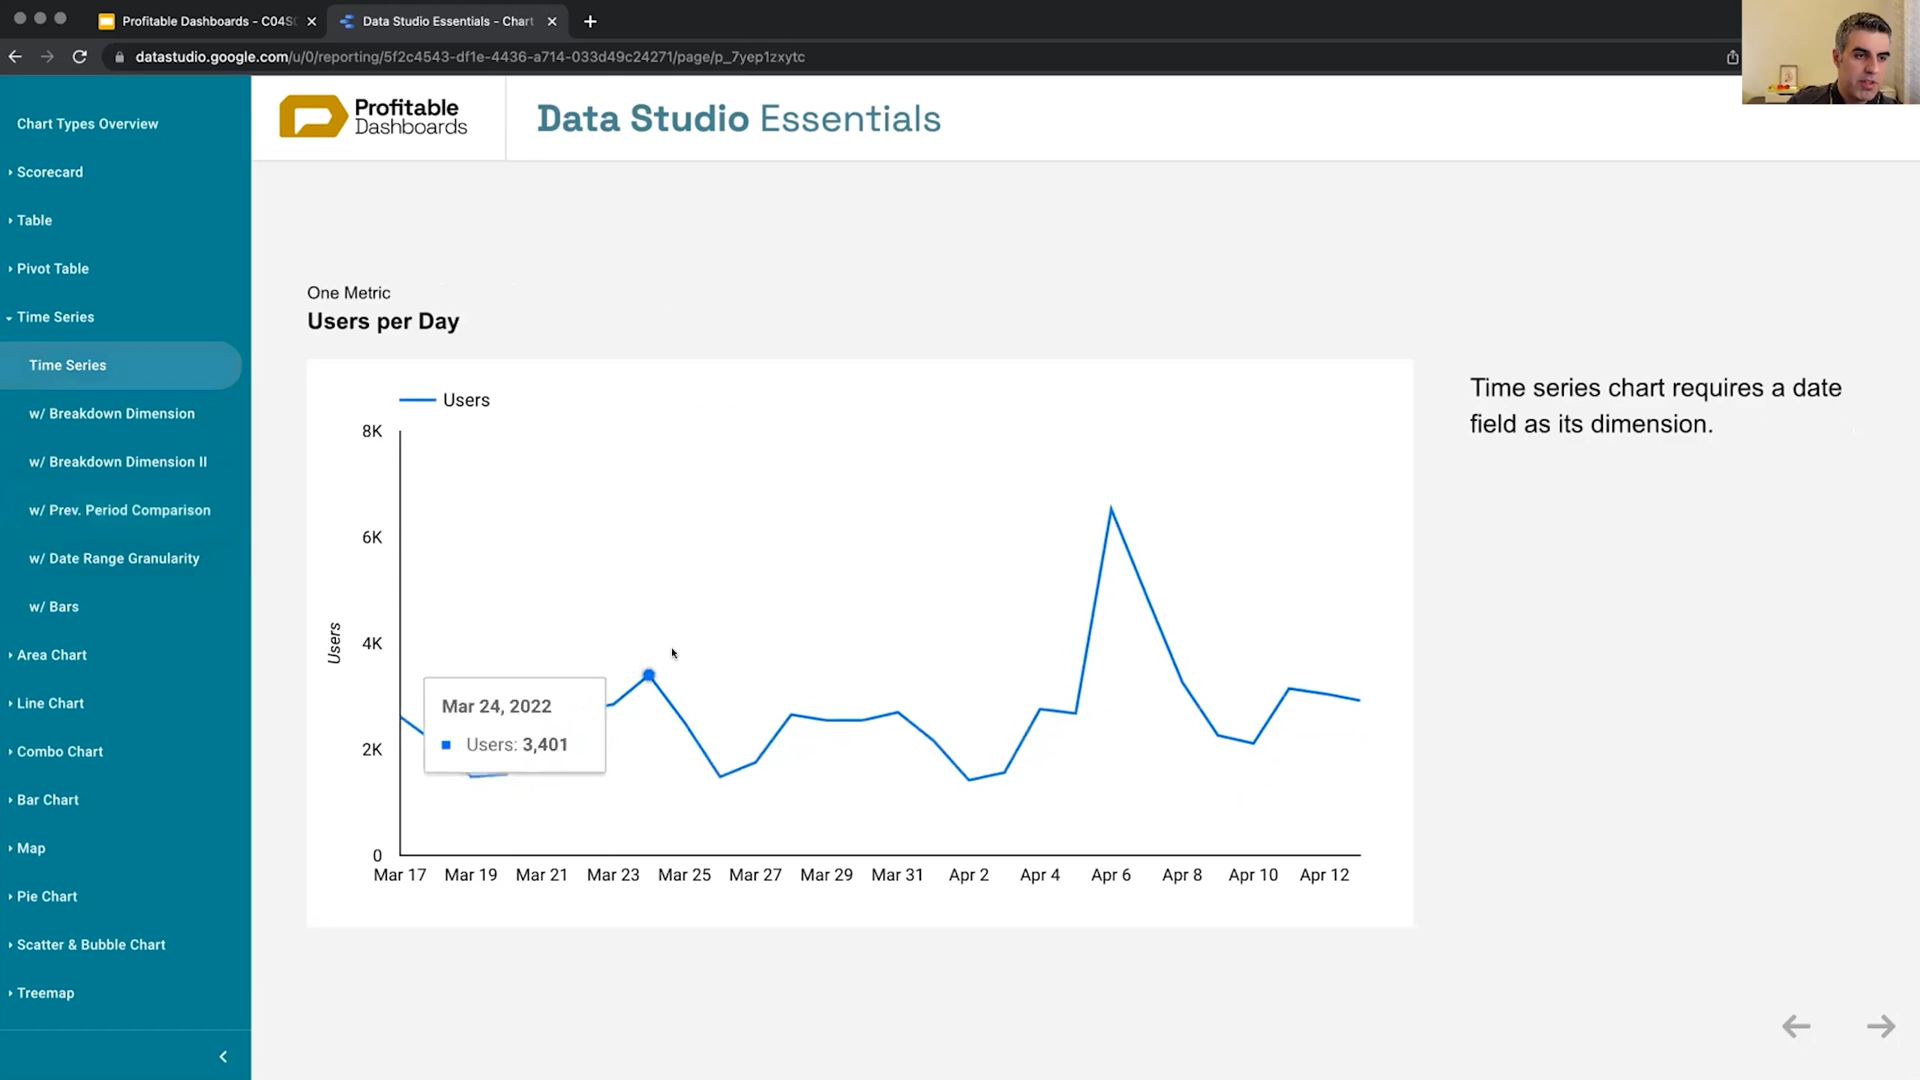 Profitable Dashboards - C04S
Data Studio Essentials - Chart
datastudio.google.com/u/0/reporting/5f2c4543-df1e-4436-a714-033d49c24271/page/p_7yep1zxytc
Chart Types Overview
Scorecard
Table
Pivot Table
Time Series
Time Series
w/ Breakdown Dimension
w/ Breakdown Dimension II
w/ Prev. Period Comparison
w/ Date Range Granularity
w/ Bars
Area Chart
Line Chart
Combo Chart
Bar Chart
Map
Pie Chart
Scatter & Bubble Chart
Treemap
Profitable
Dashboards
Data Studio Essentials
One Metric
Users per Day
Users
8K
6K
4K
2K
0
Users
Mar 24, 2022
Users: 3,401
Mar 17 Mar 19 Mar 21 Mar 23 Mar 25 Mar 27 Mar 29 Mar 31 Apr 2 Apr 4 Apr 6 Apr 8 Apr 10 Apr 12
Time series chart requires a date
field as its dimension.